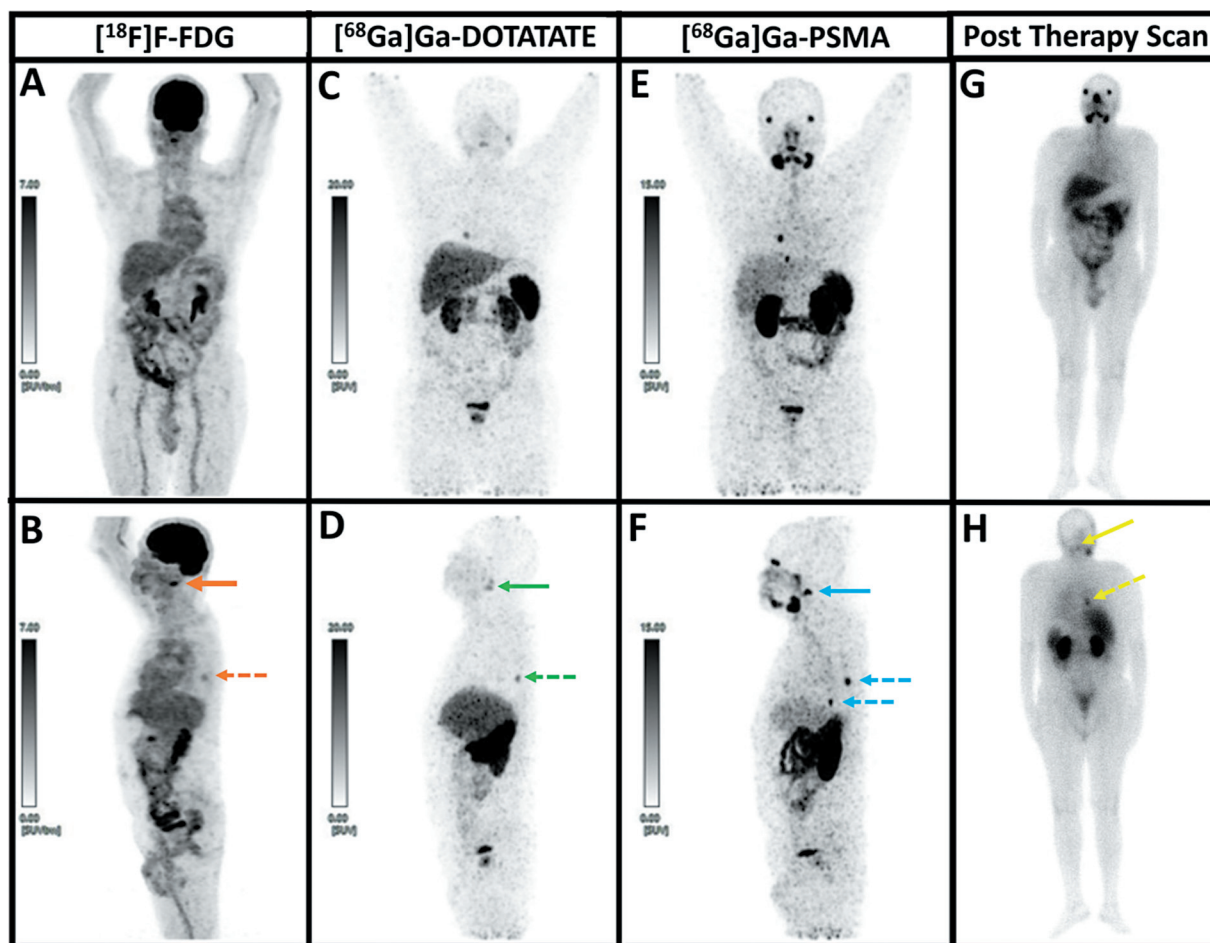 [¹⁸F]F-FDG
[⁶⁸Ga]Ga-DOTATATE
[⁶⁸Ga]Ga-PSMA
Post Therapy Scan
A
C
E
G
7.00
20.00
15.00
0.00
[SUVbw]
0.00
[SUV]
0.00
[SUV]
B
D
F
H
7.00
20.00
15.00
0.00
[SUVbw]
0.00
[SUV]
0.00
[SUV]